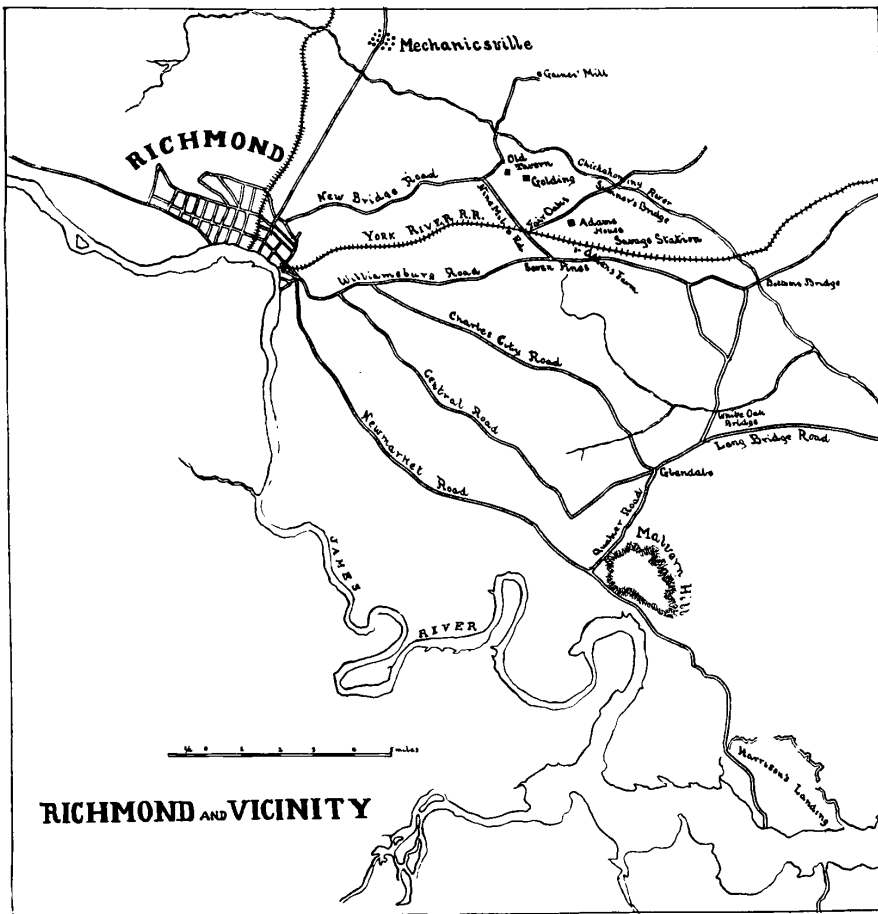 Mechanicsville
Gaines' Mill
RICHMOND
Old
Tavern
Golding
Chickahominy River
Sumner's Bridge
New Bridge Road
Nine Mile Rd
Fair Oaks
Adams
House
YORK RIVER R.R.
Savage Station
Williamsburg Road
Seven Pines
Bottoms Bridge
Charles City Road
Central Road
White Oak
Bridge
Long Bridge Road
Newmarket Road
Glendale
Quaker Road
Malvern Hill
JAMES
RIVER
miles
Harrison's Landing
RICHMOND AND VICINITY